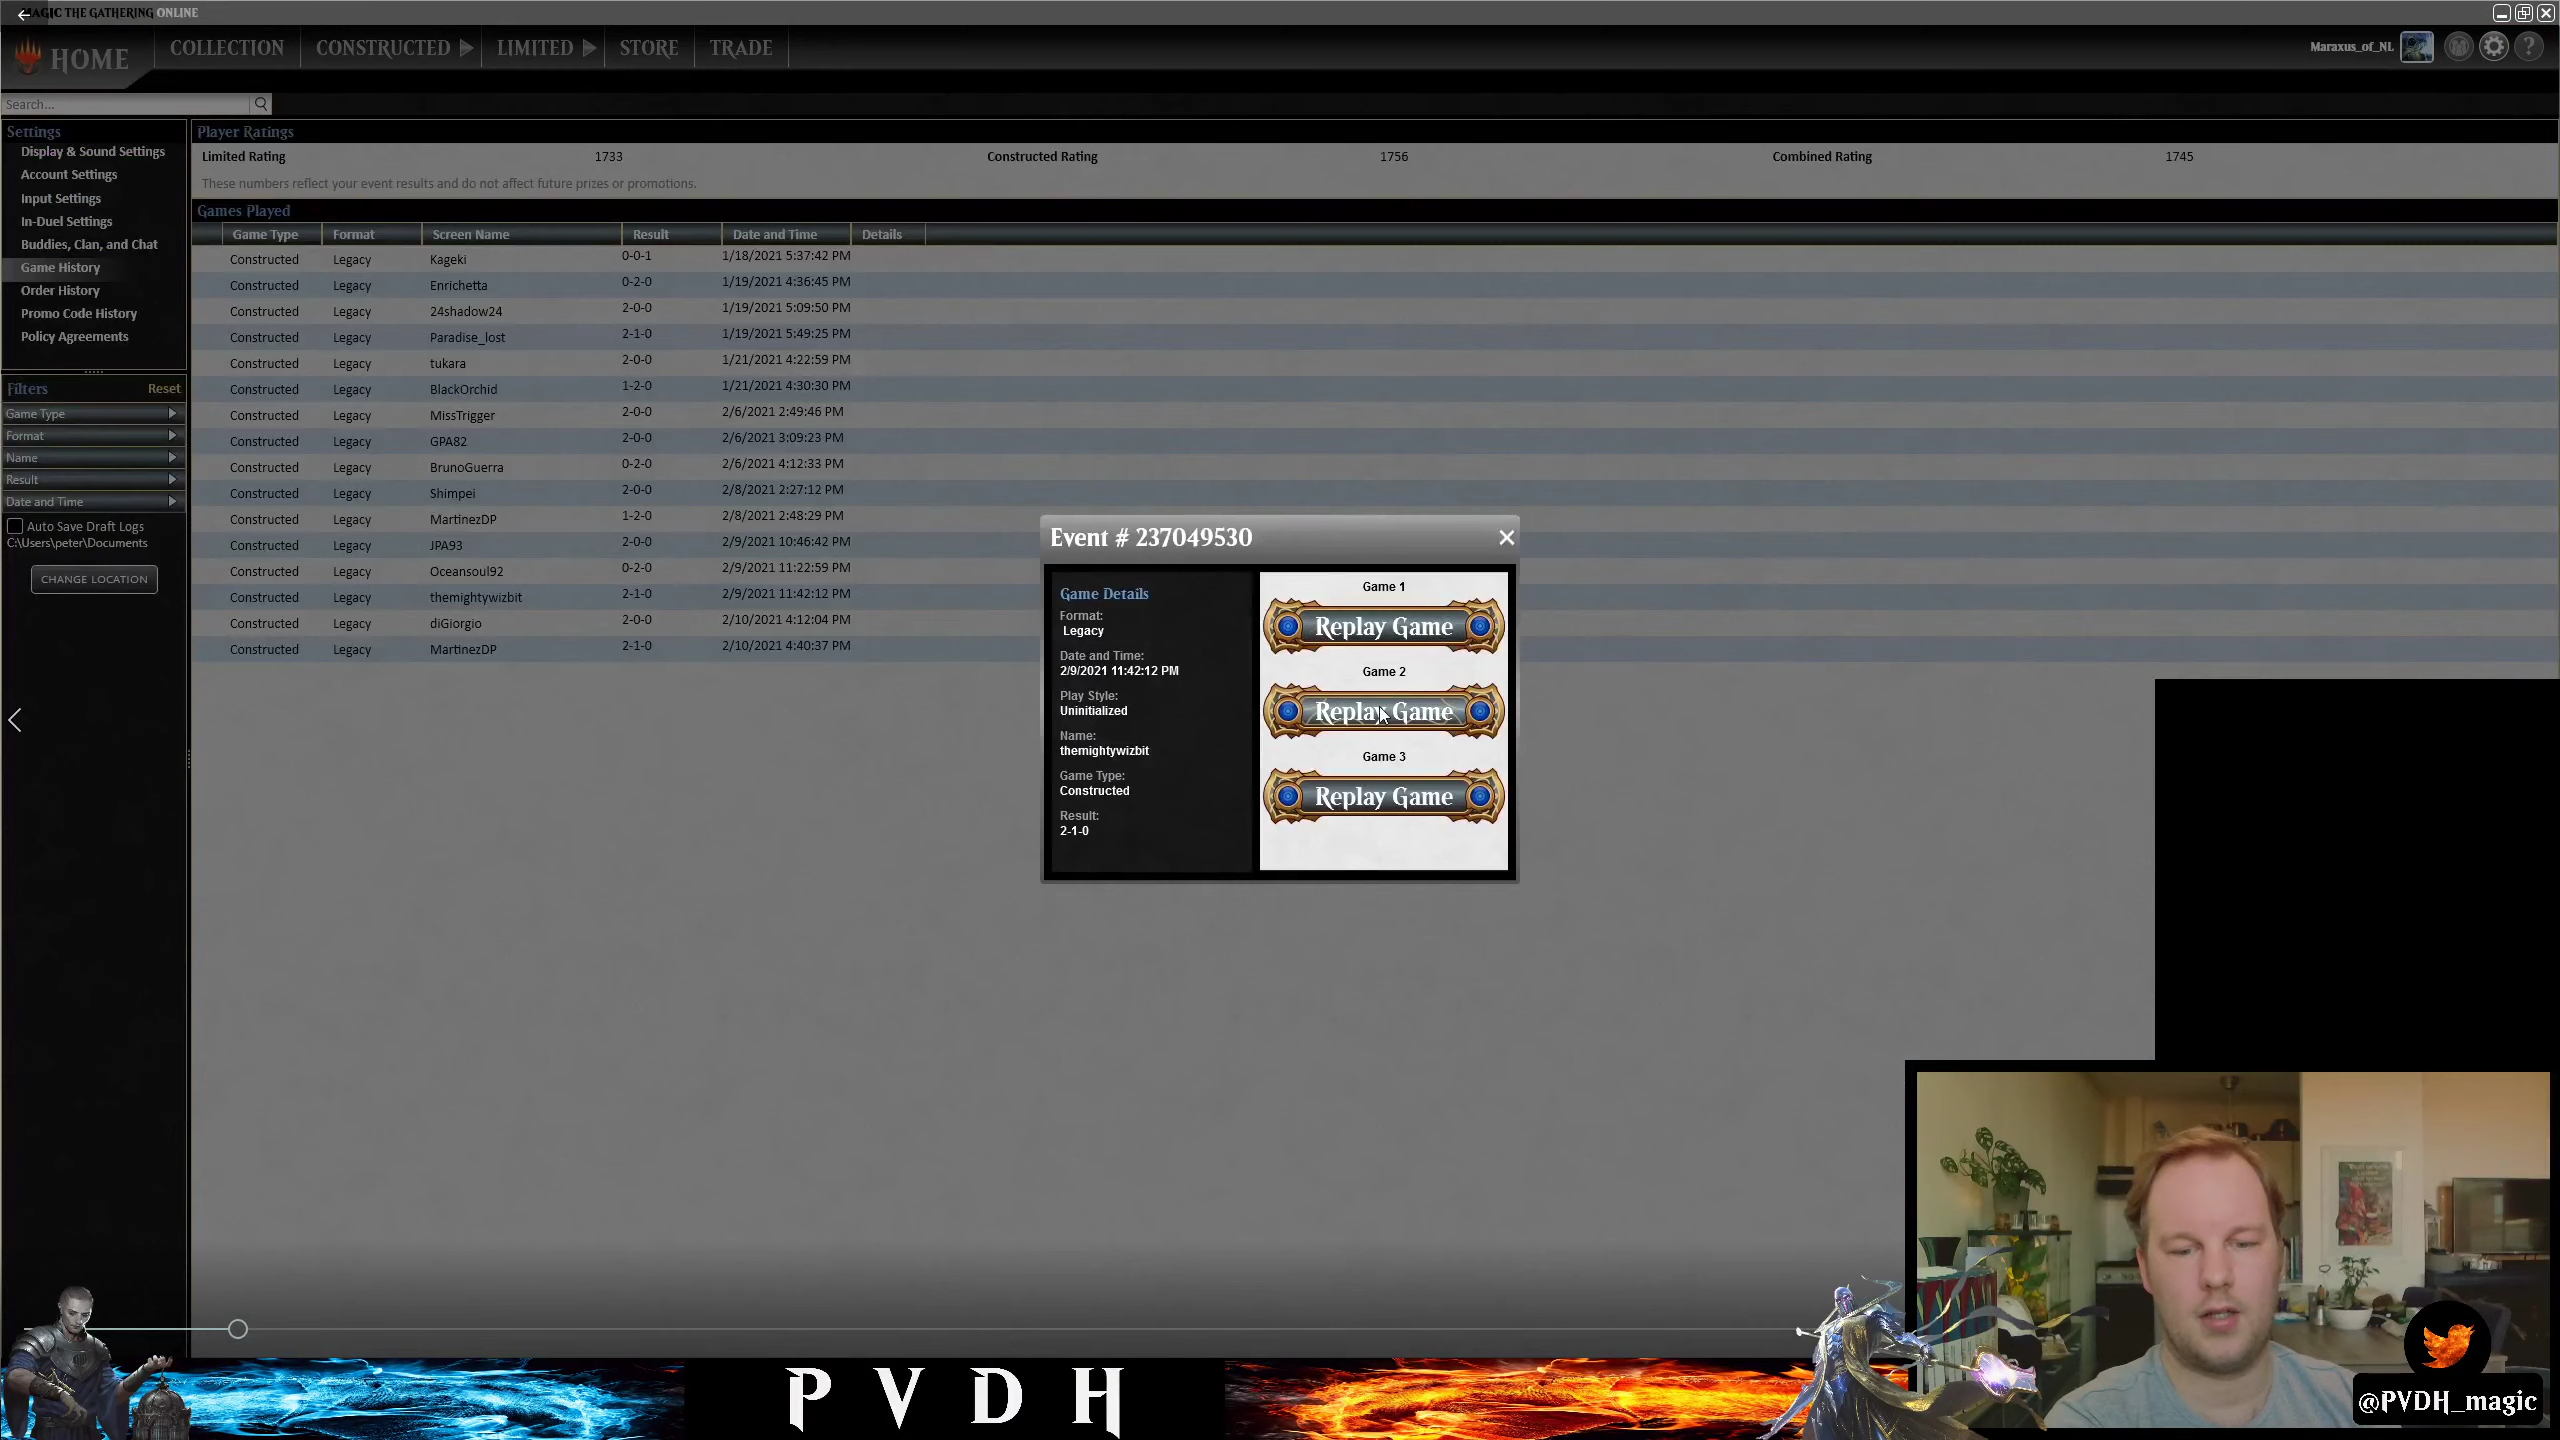 MAGIC THE GATHERING ONLINE
HOME
COLLECTION
CONSTRUCTED
LIMITED
STORE
TRADE
Maraxus_of_NL
?
Search...
Settings
Display & Sound Settings
Account Settings
Input Settings
In-Duel Settings
Buddies, Clan, and Chat
Game History
Order History
Promo Code History
Policy Agreements
Filters Reset
Game Type
Format
Name
Result
Date and Time
Auto Save Draft Logs
C:\Users\peter\Documents
CHANGE LOCATION
Player Ratings
Limited Rating 1733 Constructed Rating 1756 Combined Rating 1745
These numbers reflect your event results and do not affect future prizes or promotions.
Games Played
Game Type Format Screen Name Result Date and Time Details
Constructed Legacy Kageki 0-0-1 1/18/2021 5:37:42 PM
Constructed Legacy Enrichetta 0-2-0 1/19/2021 4:36:45 PM
Constructed Legacy 24shadow24 2-0-0 1/19/2021 5:09:50 PM
Constructed Legacy Paradise_lost 2-1-0 1/19/2021 5:49:25 PM
Constructed Legacy tukara 2-0-0 1/21/2021 4:22:59 PM
Constructed Legacy BlackOrchid 1-2-0 1/21/2021 4:30:30 PM
Constructed Legacy MissTrigger 2-0-0 2/6/2021 2:49:46 PM
Constructed Legacy GPA82 2-0-0 2/6/2021 3:09:23 PM
Constructed Legacy BrunoGuerra 0-2-0 2/6/2021 4:12:33 PM
Constructed Legacy Shimpei 2-0-0 2/8/2021 2:27:12 PM
Constructed Legacy MartinezDP 1-2-0 2/8/2021 2:48:29 PM
Constructed Legacy JPA93 2-0-0 2/9/2021 10:46:42 PM
Constructed Legacy Oceansoul92 0-2-0 2/9/2021 11:22:59 PM
Constructed Legacy themightywizbit 2-1-0 2/9/2021 11:42:12 PM
Constructed Legacy diGiorgio 2-0-0 2/10/2021 4:12:04 PM
Constructed Legacy MartinezDP 2-1-0 2/10/2021 4:40:37 PM
Event # 237049530
Game Details
Format:
Legacy
Date and Time:
2/9/2021 11:42:12 PM
Play Style:
Uninitialized
Name:
themightywizbit
Game Type:
Constructed
Result:
2-1-0
Game 1
Replay Game
Game 2
Replay Game
Game 3
Replay Game
PVDH
@PVDH_magic